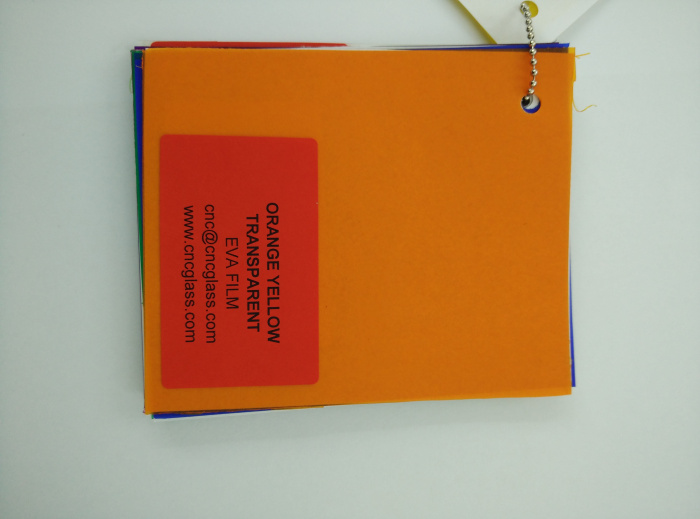 ORANGE YELLOW
TRANSPARENT
EVA FILM
cnc@cncglass.com
www.cncglass.com